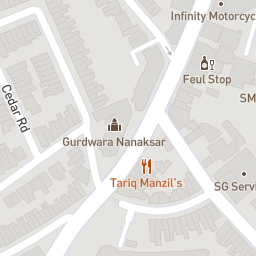 Infinity Motorcyc
Feul Stop
SM
Cedar Rd
Gurdwara Nanaksar
Tariq Manzil's
SG Servi